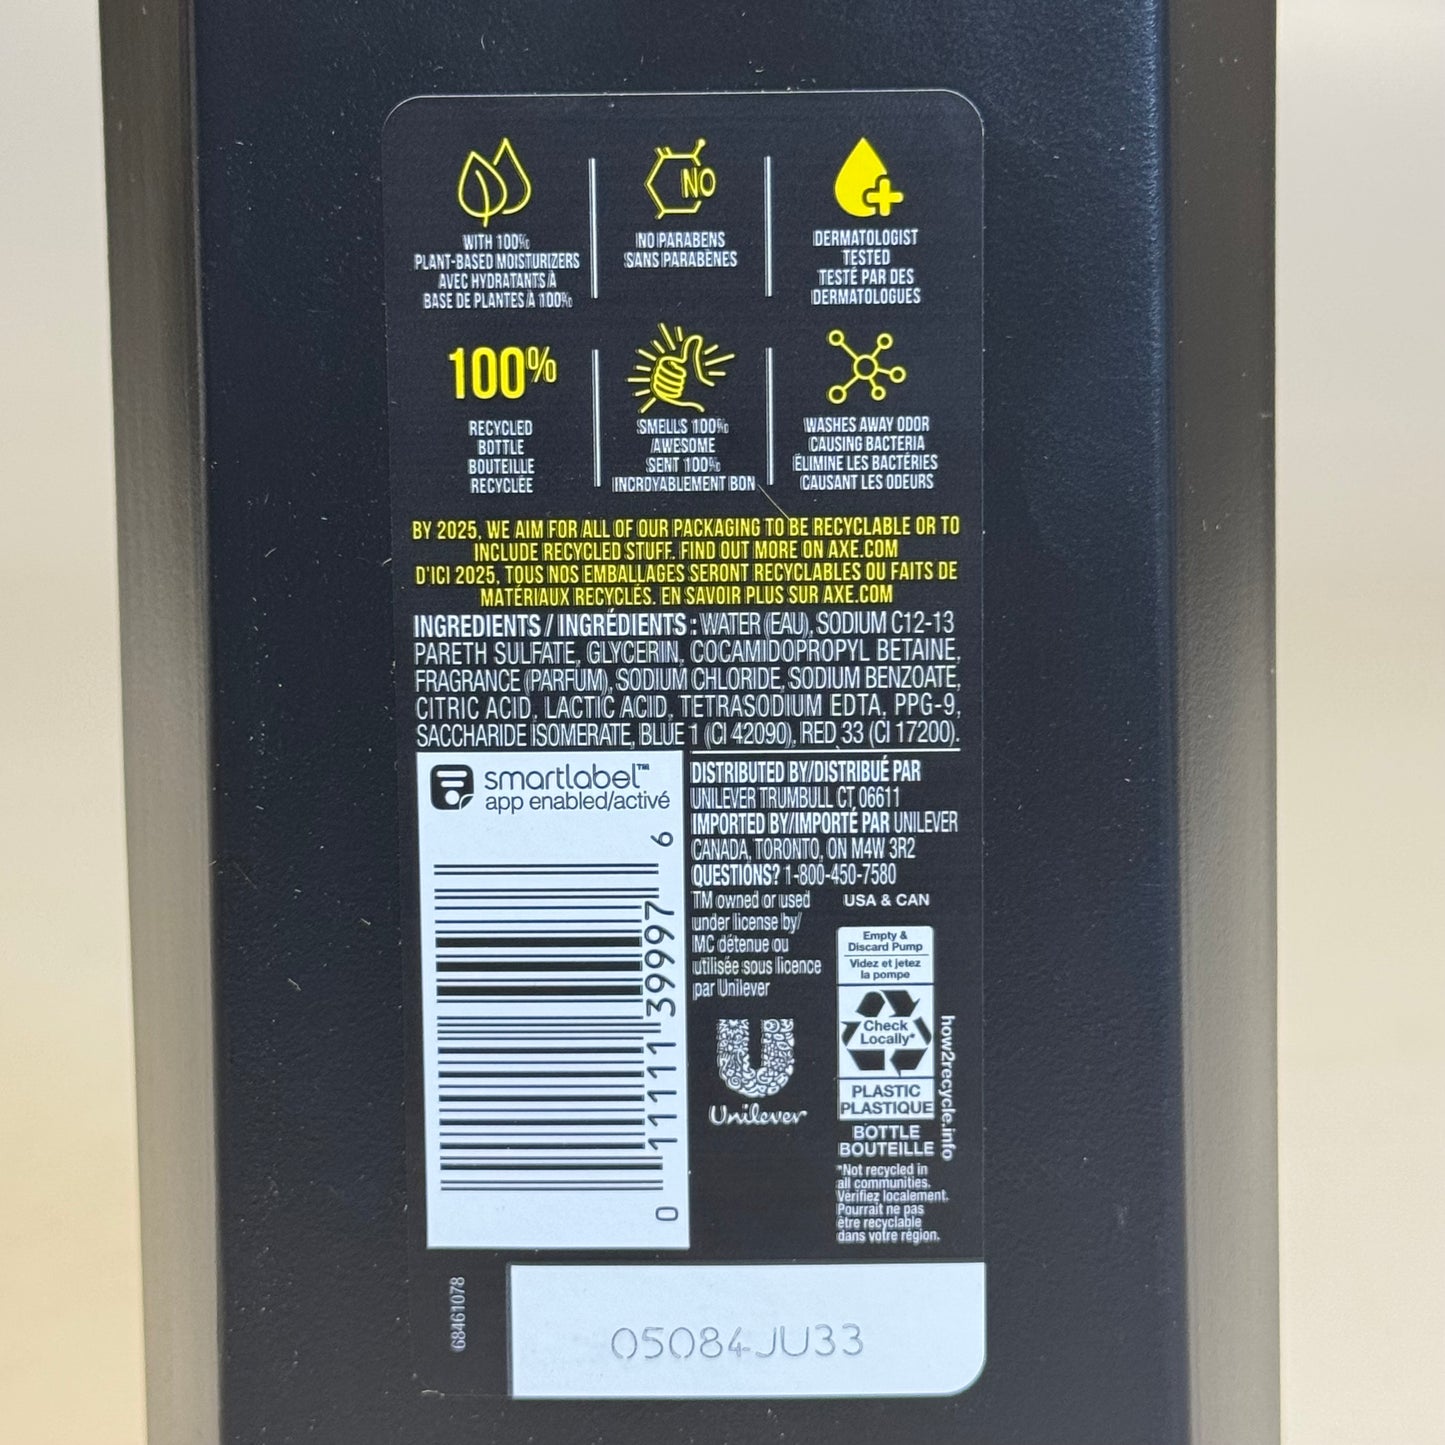 WITH 100%
PLANT-BASED MOISTURIZERS
AVEC HYDRATANTS À
BASE DE PLANTES À 100%
NO
NO PARABENS
SANS PARABÈNES
DERMATOLOGIST
TESTED
TESTÉ PAR DES
DERMATOLOGUES
100%
RECYCLED
BOTTLE
BOUTEILLE
RECYCLÉE
SMELLS 100%
AWESOME
SENT 100%
INCROYABLEMENT BON
WASHES AWAY ODOR
CAUSING BACTERIA
ÉLIMINE LES BACTÉRIES
CAUSANT LES ODEURS
BY 2025, WE AIM FOR ALL OF OUR PACKAGING TO BE RECYCLABLE OR TO
INCLUDE RECYCLED STUFF. FIND OUT MORE ON AXE.COM
D'ICI 2025, TOUS NOS EMBALLAGES SERONT RECYCLABLES OU FAITS DE
MATÉRIAUX RECYCLÉS. EN SAVOIR PLUS SUR AXE.COM
INGREDIENTS / INGRÉDIENTS : WATER (EAU), SODIUM C12-13
PARETH SULFATE, GLYCERIN, COCAMIDOPROPYL BETAINE,
FRAGRANCE (PARFUM), SODIUM CHLORIDE, SODIUM BENZOATE,
CITRIC ACID, LACTIC ACID, TETRASODIUM EDTA, PPG-9,
SACCHARIDE ISOMERATE, BLUE 1 (CI 42090), RED 33 (CI 17200).
smartlabel™
app enabled/activé
0 11111 39997 6
DISTRIBUTED BY/DISTRIBUÉ PAR
UNILEVER TRUMBULL CT 06611
IMPORTED BY/IMPORTÉ PAR UNILEVER
CANADA, TORONTO, ON M4W 3R2
QUESTIONS? 1-800-450-7580
TM owned or used
under license by/
MC détenue ou
utilisée sous licence
par Unilever
USA & CAN
Unilever
Empty &
Discard Pump
Videz et jetez
la pompe
Check
Locally*
PLASTIC
PLASTIQUE
BOTTLE
BOUTEILLE
how2recycle.info
*Not recycled in
all communities.
Vérifiez localement.
Pourrait ne pas
être recyclable
dans votre région.
68461078
05084JU33